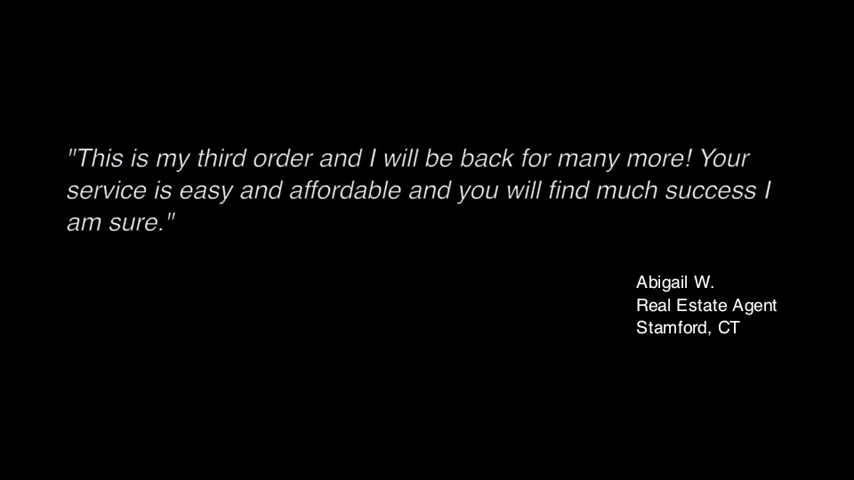 "This is my third order and I will be back for many more! Your
service is easy and affordable and you will find much success I
am sure."
Abigail W.
Real Estate Agent
Stamford, CT